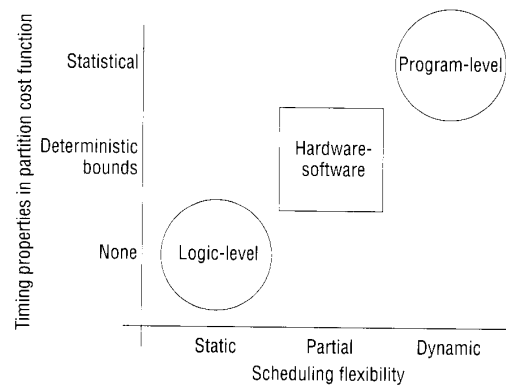 Timing properties in partition cost function
Statistical
Program-level
Deterministic
bounds
Hardware-
software
None
Logic-level
Static
Partial
Dynamic
Scheduling flexibility